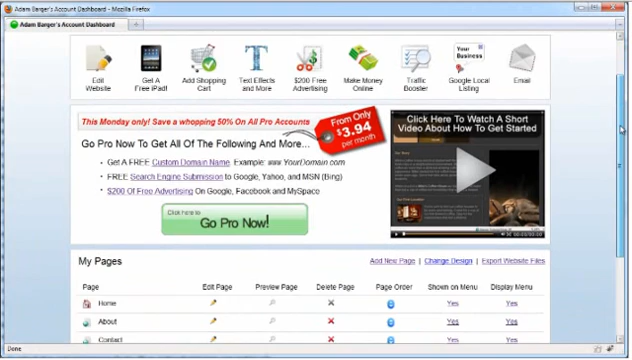 Adam Barger's Account Dashboard - Mozilla Firefox
Adam Barger's Account Dashboard
Edit Website
Get A Free iPad!
Add Shopping Cart
Text Effects and More
$200 Free Advertising
Make Money Online
Traffic Booster
Your Business
Google Local Listing
Email
This Monday only! Save a whopping 50% On All Pro Accounts
From Only
$3.94
per month
Go Pro Now To Get All Of The Following And More...
Get A FREE Custom Domain Name Example: www.YourDomain.com
FREE Search Engine Submission to Google, Yahoo, and MSN (Bing)
$200 Of Free Advertising On Google, Facebook and MySpace
Click here to
Go Pro Now!
Click Here To Watch A Short
Video About How To Get Started
My Pages
Add New Page | Change Design | Export Website Files
Page Edit Page Preview Page Delete Page Page Order Shown on Menu Display Menu
Home Yes Yes
About Yes Yes
Contact Yes Yes
Done